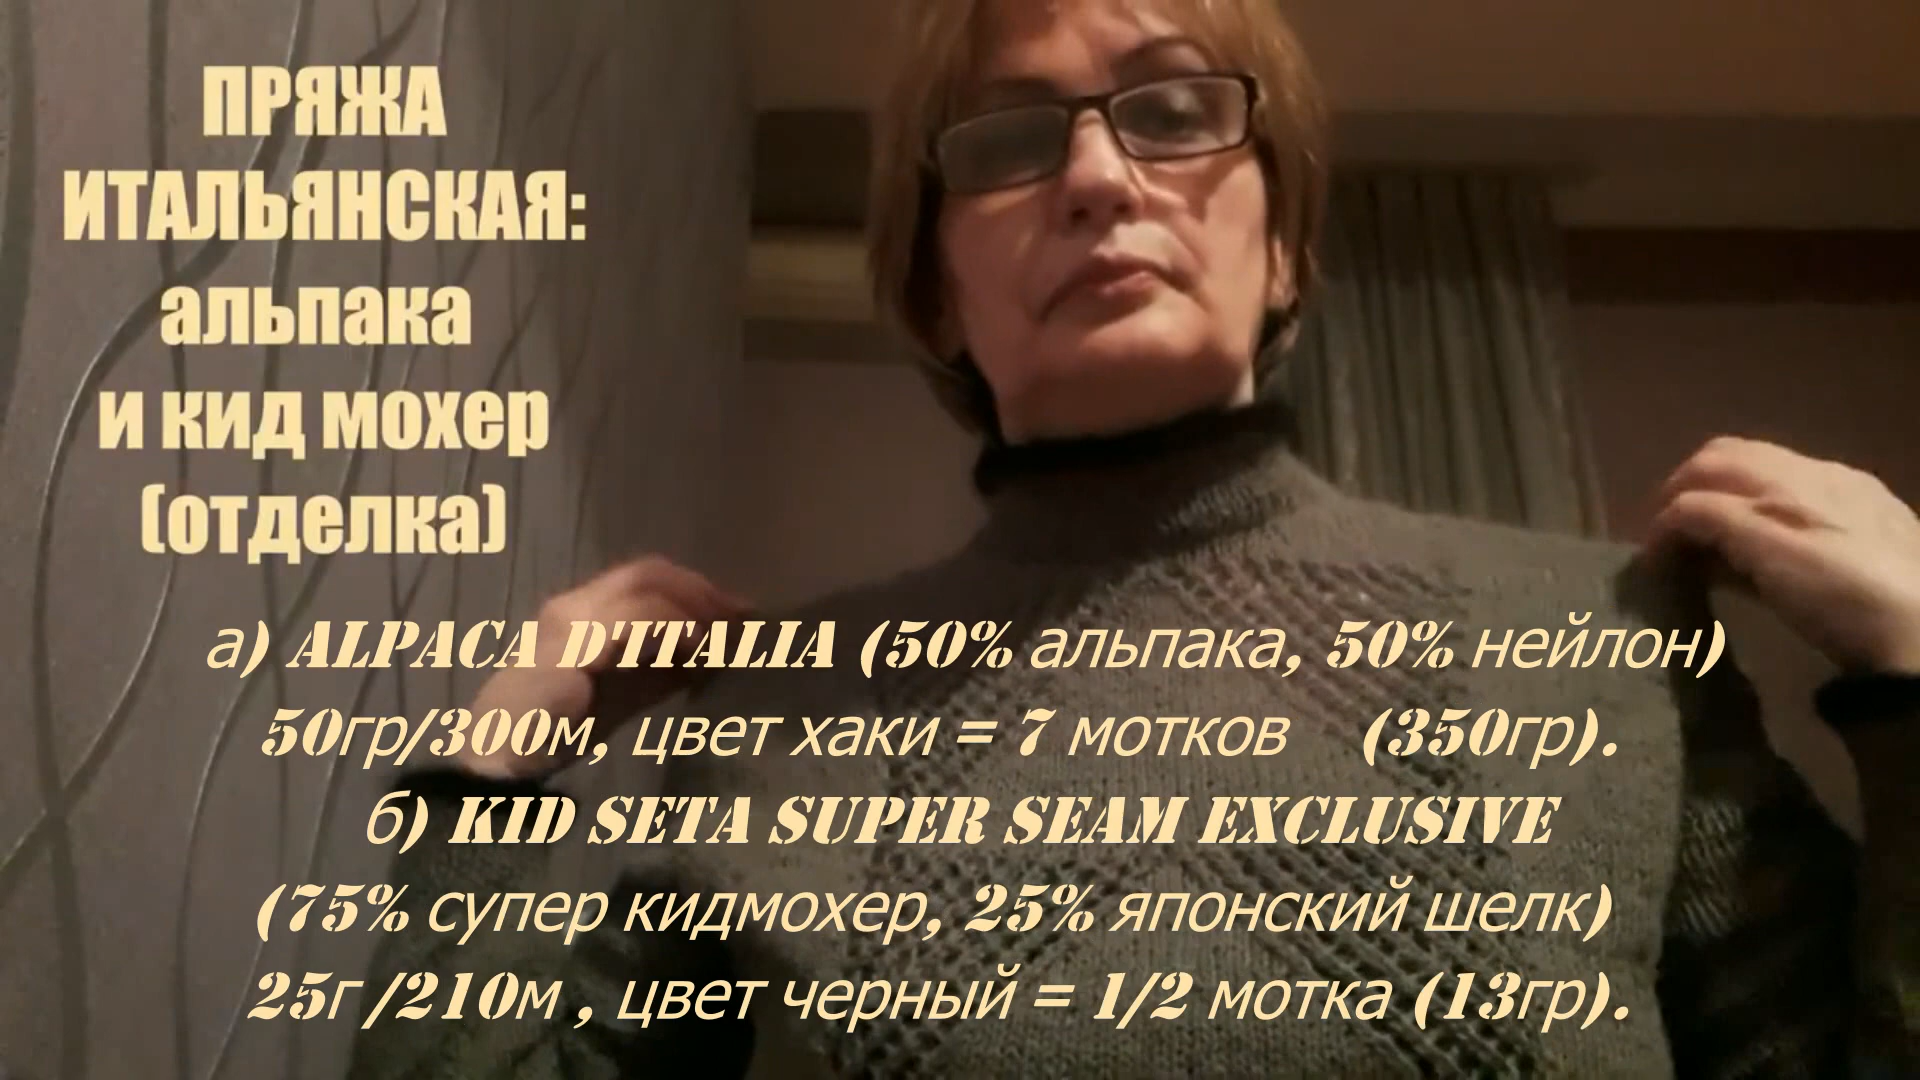 ПРЯЖА
ИТАЛЬЯНСКАЯ:
альпака
и кид мохер
(отделка)
а) ALPACA D'ITALIA (50% альпака, 50% нейлон)
50гр/300м, цвет хаки = 7 мотков (350гр).
б) KID SETA SUPER SEAM EXCLUSIVE
(75% супер кидмохер, 25% японский шелк)
25г /210м , цвет черный = 1/2 мотка (13гр).